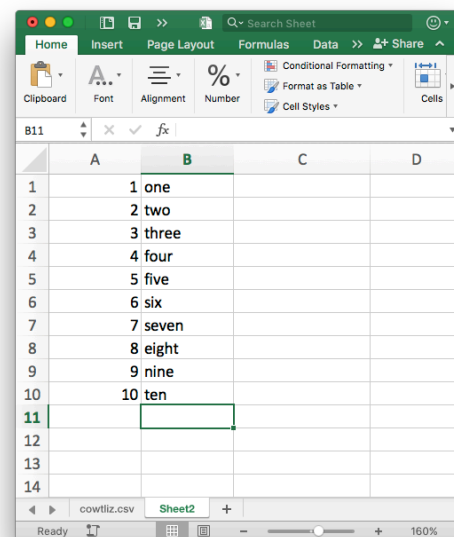 Search Sheet
Home Insert Page Layout Formulas Data >> Share
Clipboard Font Alignment Number Conditional Formatting Format as Table Cell Styles Cells
B11 fx
A B C D
1 1 one
2 2 two
3 3 three
4 4 four
5 5 five
6 6 six
7 7 seven
8 8 eight
9 9 nine
10 10 ten
11
12
13
14
cowtliz.csv Sheet2 +
Ready - + 160%